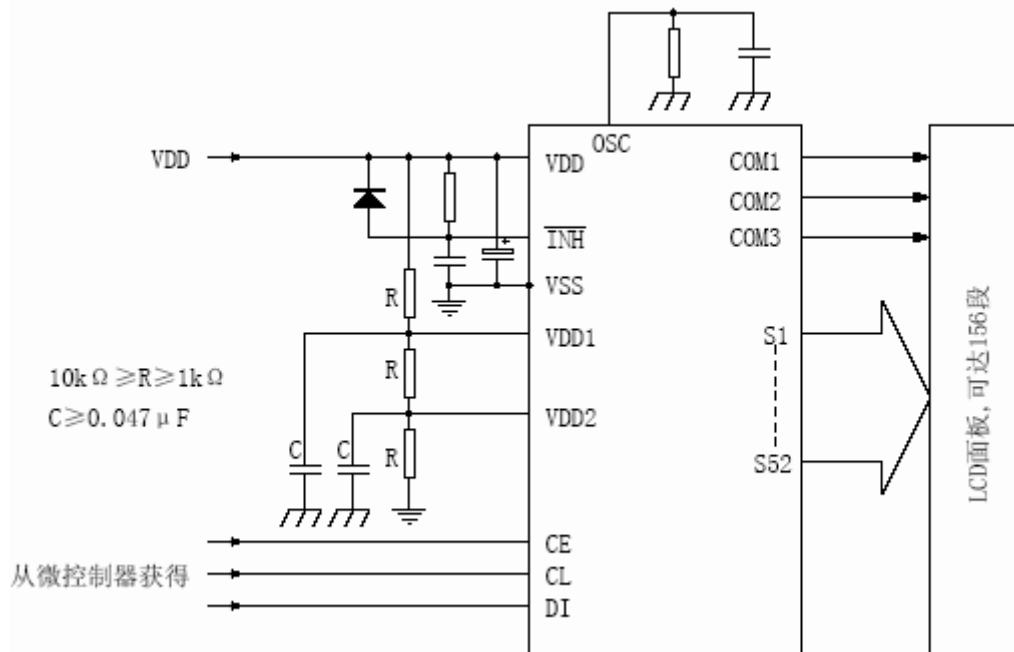 OSC
VDD
VDD
COM1
COM2
INH
COM3
VSS
R
VDD1
S1
10kΩ≥R≥1kΩ
R
C≥0.047μF
VDD2
C
C
R
S52
LCD面板,可达156段
CE
从微控制器获得
CL
DI